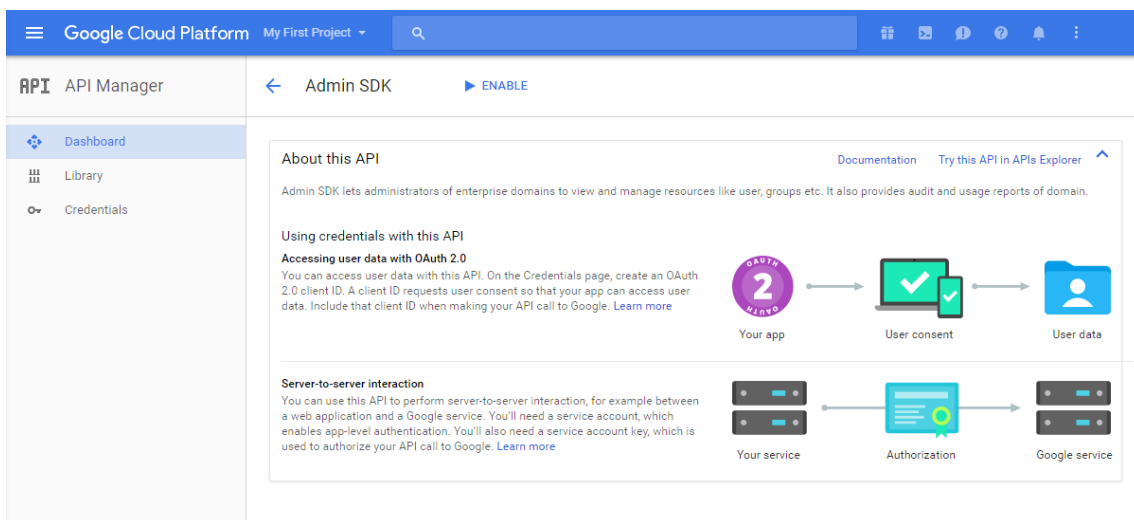 Google Cloud Platform My First Project
API API Manager
Admin SDK
ENABLE
Dashboard
Library
Credentials
About this API
Documentation Try this API in APIs Explorer
Admin SDK lets administrators of enterprise domains to view and manage resources like user, groups etc. It also provides audit and usage reports of domain.
Using credentials with this API
Accessing user data with OAuth 2.0
You can access user data with this API. On the Credentials page, create an OAuth
2.0 client ID. A client ID requests user consent so that your app can access user
data. Include that client ID when making your API call to Google. Learn more
OAUTH
2
OAUTH
Your app
User consent
User data
Server-to-server interaction
You can use this API to perform server-to-server interaction, for example between
a web application and a Google service. You'll need a service account, which
enables app-level authentication. You'll also need a service account key, which is
used to authorize your API call to Google. Learn more
Your service
Authorization
Google service